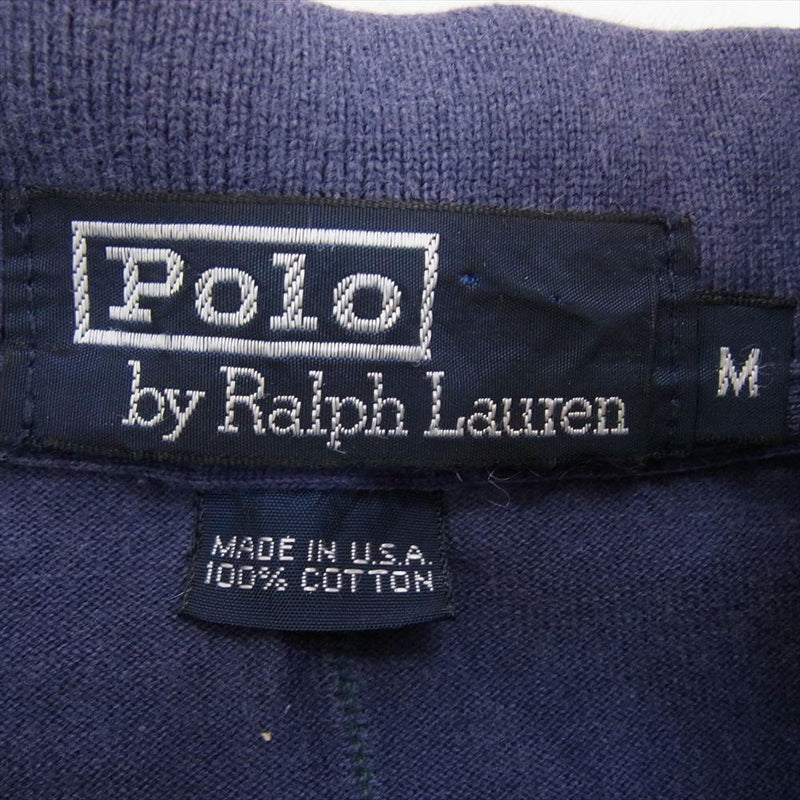 Polo
by Ralph Lauren
M
MADE IN U.S.A.
100% COTTON